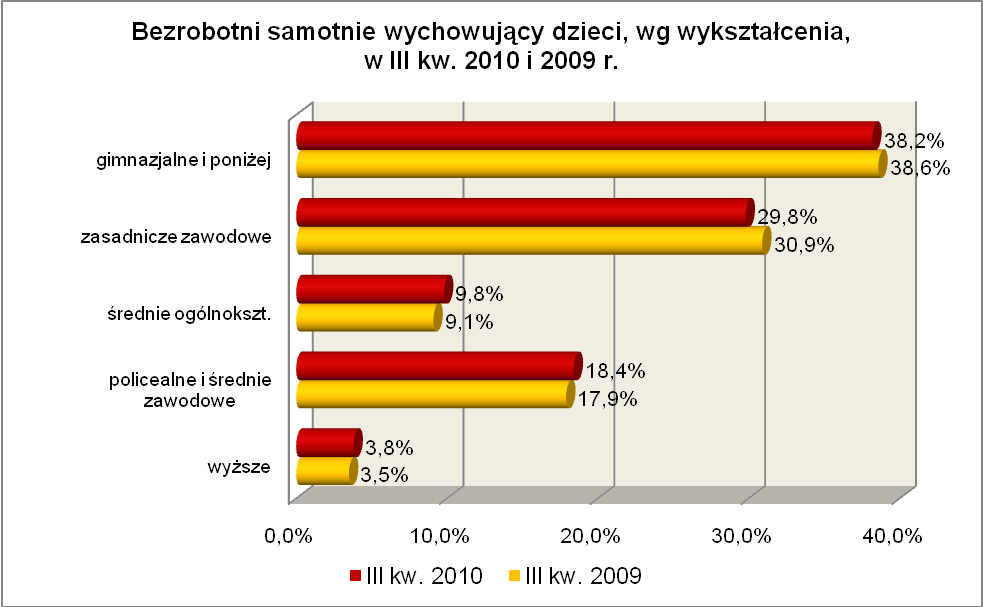 Bezrobotni samotnie wychowujący dzieci, wg wykształcenia,
w III kw. 2010 i 2009 r.
gimnazjalne i poniżej
38,2%
38,6%
zasadnicze zawodowe
29,8%
30,9%
średnie ogólnokszt.
9,8%
9,1%
policealne i średnie
zawodowe
18,4%
17,9%
wyższe
3,8%
3,5%
0,0% 10,0% 20,0% 30,0% 40,0%
III kw. 2010 III kw. 2009